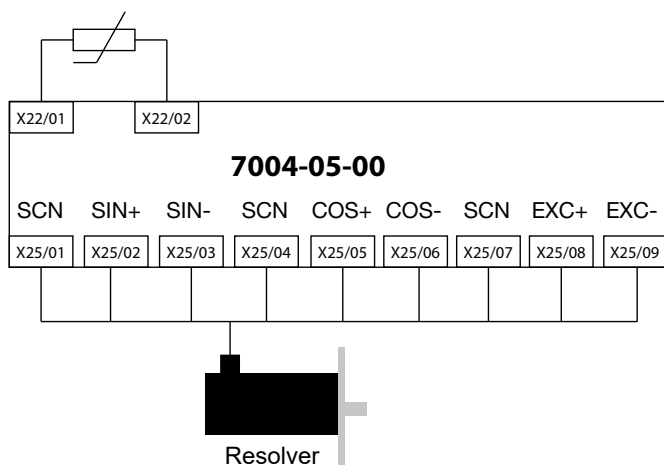 X22/01 X22/02
7004-05-00
SCN SIN+ SIN- SCN COS+ COS- SCN EXC+ EXC-
X25/01 X25/02 X25/03 X25/04 X25/05 X25/06 X25/07 X25/08 X25/09
Resolver